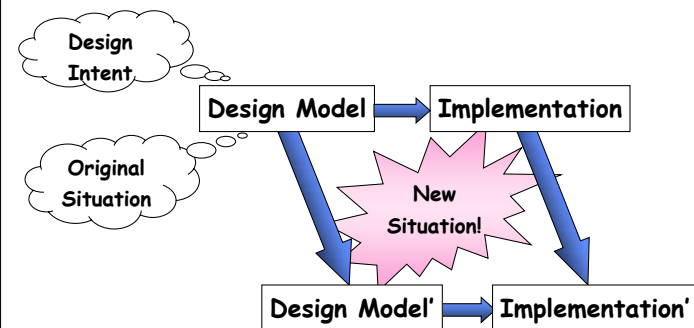 Design
Intent
Design Model
Implementation
Original
Situation
New
Situation!
Design Model’
Implementation’